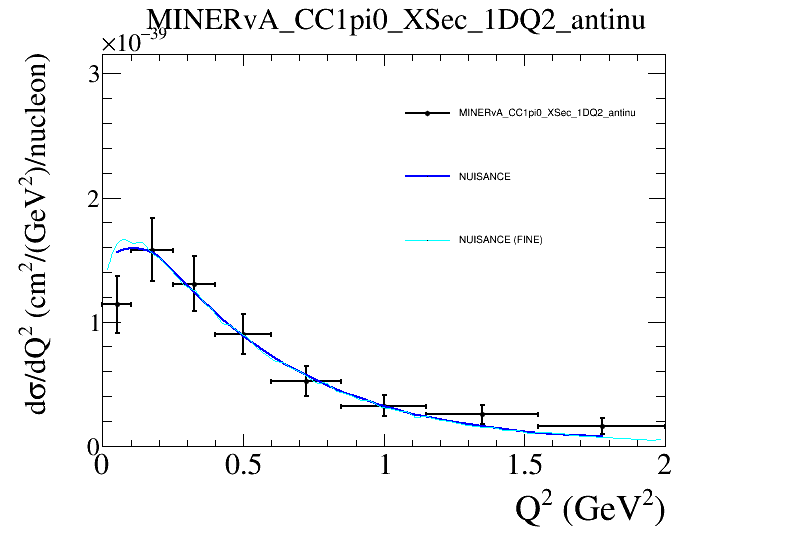 MINERvA_CC1pi0_XSec_1DQ2_antinu
×10⁻³⁹
3
2
1
0
dσ/dQ² (cm²/(GeV²)/nucleon)
MINERvA_CC1pi0_XSec_1DQ2_antinu
NUISANCE
NUISANCE (FINE)
0 0.5 1 1.5 2
Q² (GeV²)